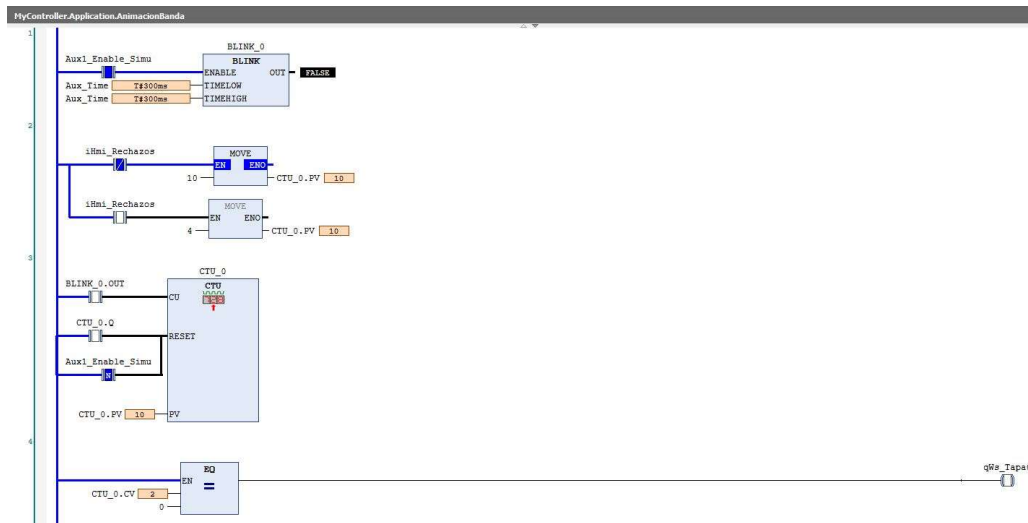 MyController.Application.AnimacionBanda
1
BLINK_0
Aux1_Enable_Simu
BLINK
ENABLE OUT FALSE
Aux_Time T#300ms TIMELOW
Aux_Time T#300ms TIMEHIGH
2
iHmi_Rechazos
MOVE
EN ENO
10 CTU_0.PV 10
iHmi_Rechazos
MOVE
EN ENO
4 CTU_0.PV 10
3
CTU_0
BLINK_0.OUT
CTU
CU
CTU_0.Q
RESET
Aux1_Enable_Simu
N
CTU_0.PV 10 PV
4
EQ
EN
=
qWs_Tapas
CTU_0.CV 2
0